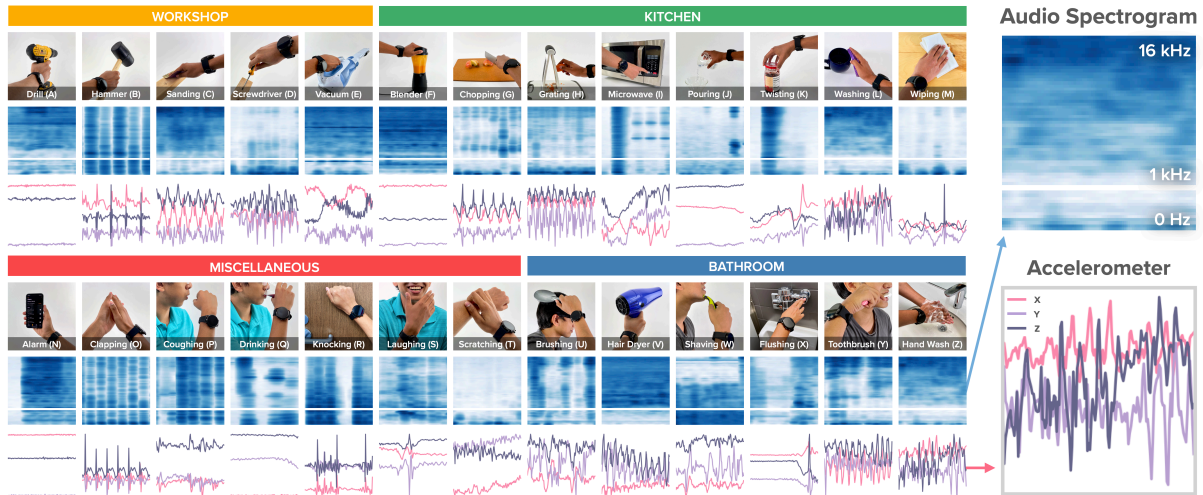 WORKSHOP
KITCHEN
Drill (A)
Hammer (B)
Sanding (C)
Screwdriver (D)
Vacuum (E)
Blender (F)
Chopping (G)
Grating (H)
Microwave (I)
Pouring (J)
Twisting (K)
Washing (L)
Wiping (M)
MISCELLANEOUS
BATHROOM
Alarm (N)
Clapping (O)
Coughing (P)
Drinking (Q)
Knocking (R)
Laughing (S)
Scratching (T)
Brushing (U)
Hair Dryer (V)
Shaving (W)
Flushing (X)
Toothbrush (Y)
Hand Wash (Z)
Audio Spectrogram
16 kHz
1 kHz
0 Hz
Accelerometer
X
Y
Z